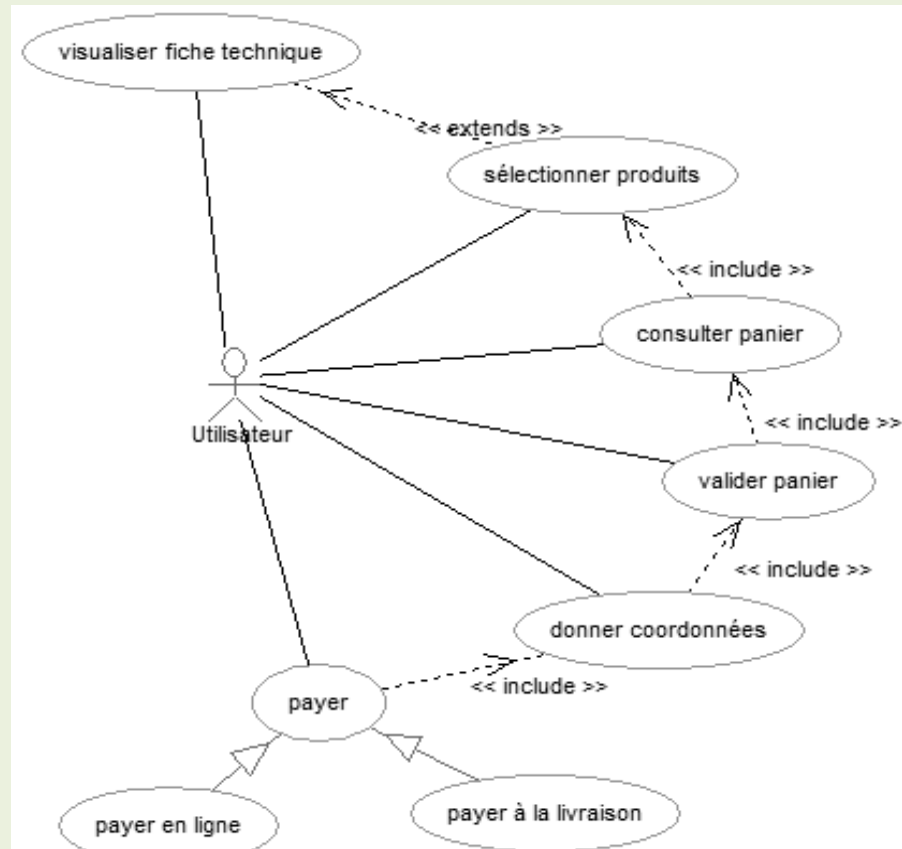 visualiser fiche technique
<< extends >>
sélectionner produits
<< include >>
consulter panier
Utilisateur
<< include >>
valider panier
<< include >>
donner coordonnées
<< include >>
payer
payer en ligne
payer à la livraison